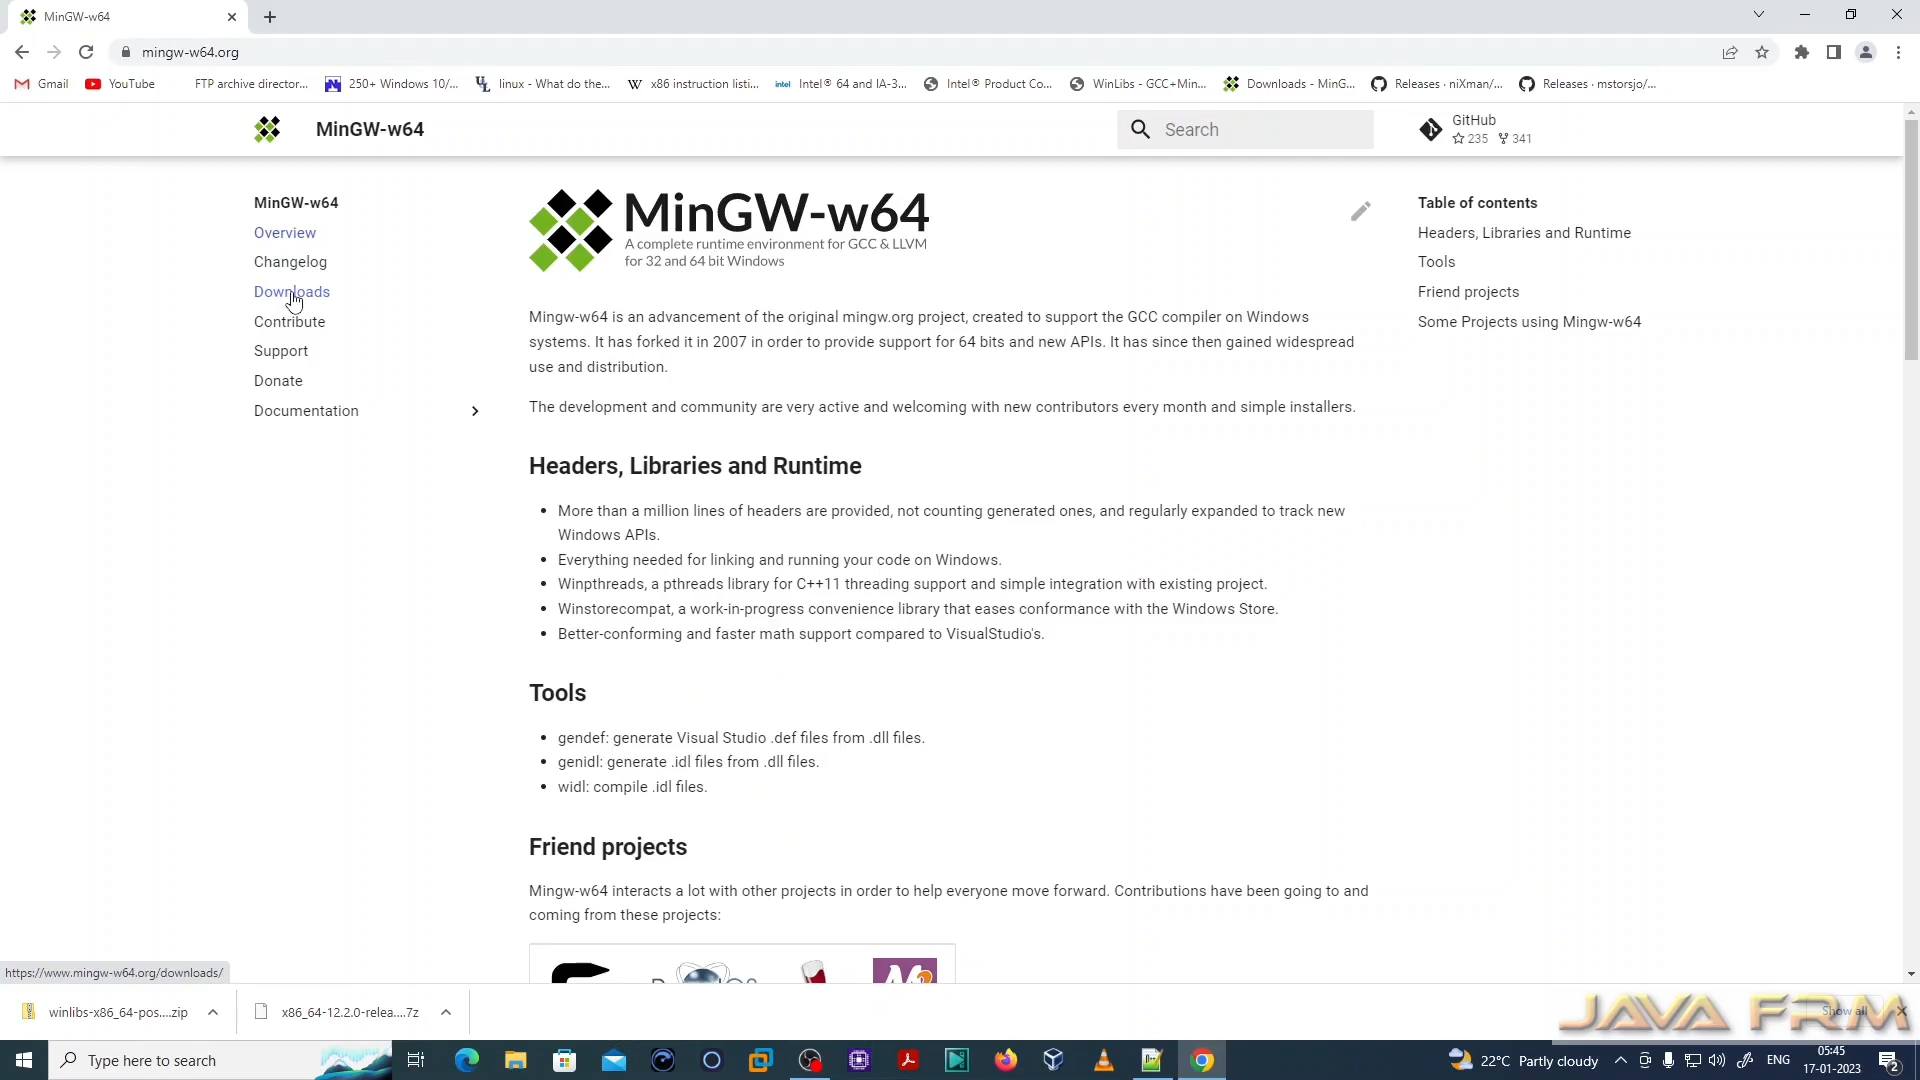 MinGW-w64
mingw-w64.org
Gmail
YouTube
FTP archive director...
250+ Windows 10/...
linux - What do the...
x86 instruction listi...
intel
Intel® 64 and IA-3...
Intel® Product Co...
WinLibs - GCC+Min...
Downloads - MinG...
Releases · niXman/...
Releases · mstorsjo/...
MinGW-w64
Search
GitHub
235 341
MinGW-w64
Overview
Changelog
Downloads
Contribute
Support
Donate
Documentation
MinGW-w64
A complete runtime environment for GCC & LLVM
for 32 and 64 bit Windows
Mingw-w64 is an advancement of the original mingw.org project, created to support the GCC compiler on Windows
systems. It has forked it in 2007 in order to provide support for 64 bits and new APIs. It has since then gained widespread
use and distribution.
The development and community are very active and welcoming with new contributors every month and simple installers.
Headers, Libraries and Runtime
• More than a million lines of headers are provided, not counting generated ones, and regularly expanded to track new
Windows APIs.
• Everything needed for linking and running your code on Windows.
• Winpthreads, a pthreads library for C++11 threading support and simple integration with existing project.
• Winstorecompat, a work-in-progress convenience library that eases conformance with the Windows Store.
• Better-conforming and faster math support compared to VisualStudio's.
Tools
• gendef: generate Visual Studio .def files from .dll files.
• genidl: generate .idl files from .dll files.
• widl: compile .idl files.
Friend projects
Mingw-w64 interacts a lot with other projects in order to help everyone move forward. Contributions have been going to and
coming from these projects:
Table of contents
Headers, Libraries and Runtime
Tools
Friend projects
Some Projects using Mingw-w64
https://www.mingw-w64.org/downloads/
winlibs-x86_64-pos....zip
x86_64-12.2.0-relea....7z
Show all
JAVA FRM
Type here to search
22°C Partly cloudy
ENG
05:45
17-01-2023
2